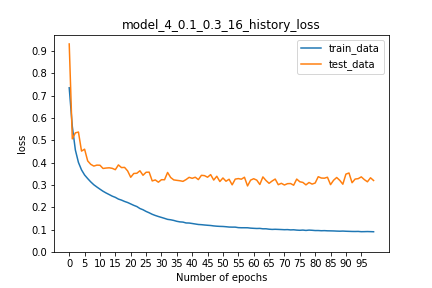 model_4_0.1_0.3_16_history_loss
train_data
test_data
loss
0.9
0.8
0.7
0.6
0.5
0.4
0.3
0.2
0.1
0.0
0 5 10 15 20 25 30 35 40 45 50 55 60 65 70 75 80 85 90 95
Number of epochs